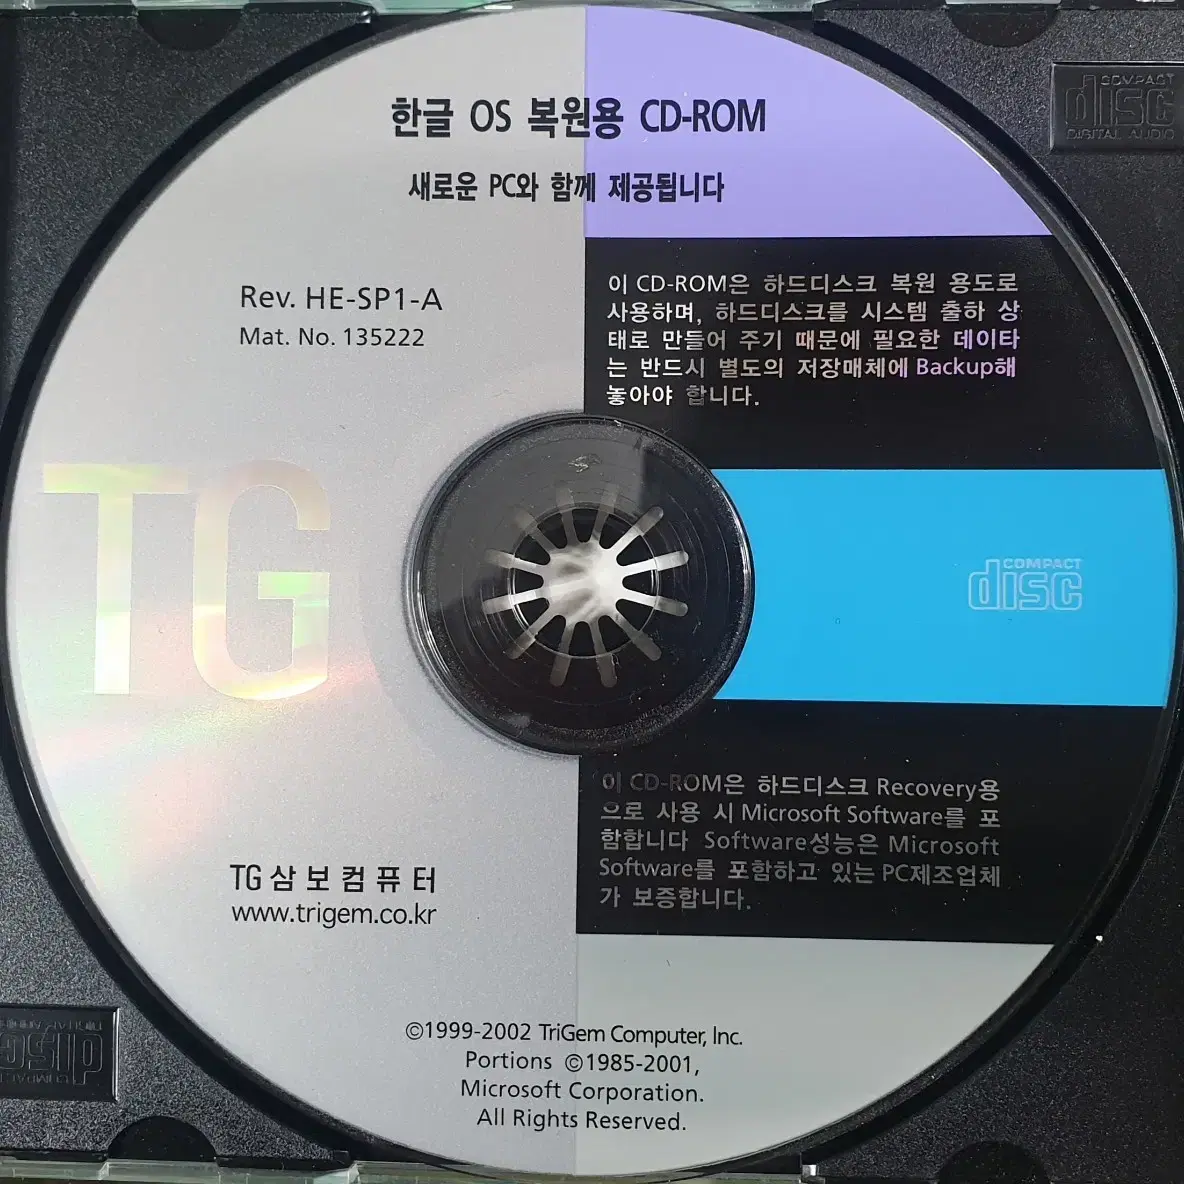 한글 OS 복원용 CD-ROM
새로운 PC와 함께 제공됩니다
Rev. HE-SP1-A
Mat. No. 135222
이 CD-ROM은 하드디스크 복원 용도로
사용하며, 하드디스크를 시스템 출하 상
태로 만들어 주기 때문에 필요한 데이타
는 반드시 별도의 저장매체에 Backup해
놓아야 합니다.
TG
COMPACT
disc
이 CD-ROM은 하드디스크 Recovery용
으로 사용 시 Microsoft Software를 포
함합니다 Software성능은 Microsoft
Software를 포함하고 있는 PC제조업체
가 보증합니다.
TG 삼보컴퓨터
www.trigem.co.kr
©1999-2002 TriGem Computer, Inc.
Portions ©1985-2001,
Microsoft Corporation.
All Rights Reserved.
COMPACT
disc
DIGITAL AUDIO
COMPACT
disc
DIGITAL AUDIO